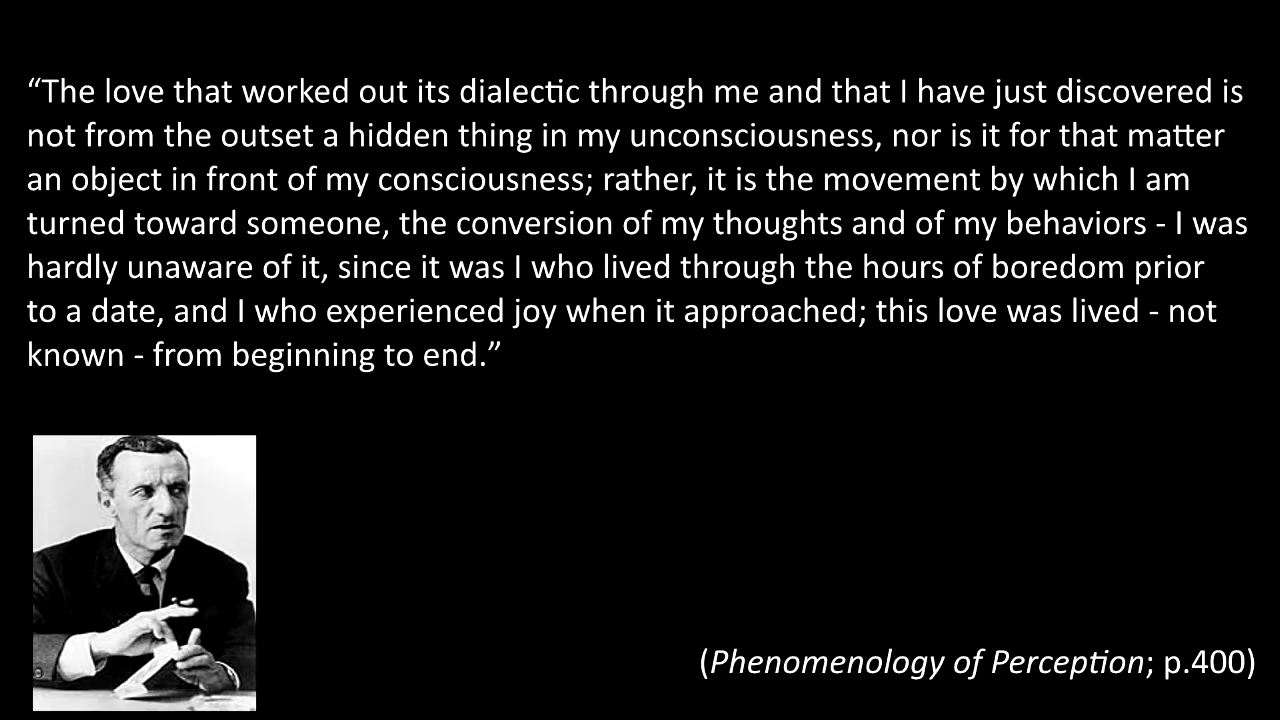 “The love that worked out its dialectic through me and that I have just discovered is
not from the outset a hidden thing in my unconsciousness, nor is it for that matter
an object in front of my consciousness; rather, it is the movement by which I am
turned toward someone, the conversion of my thoughts and of my behaviors - I was
hardly unaware of it, since it was I who lived through the hours of boredom prior
to a date, and I who experienced joy when it approached; this love was lived - not
known - from beginning to end.”
(Phenomenology of Perception; p.400)